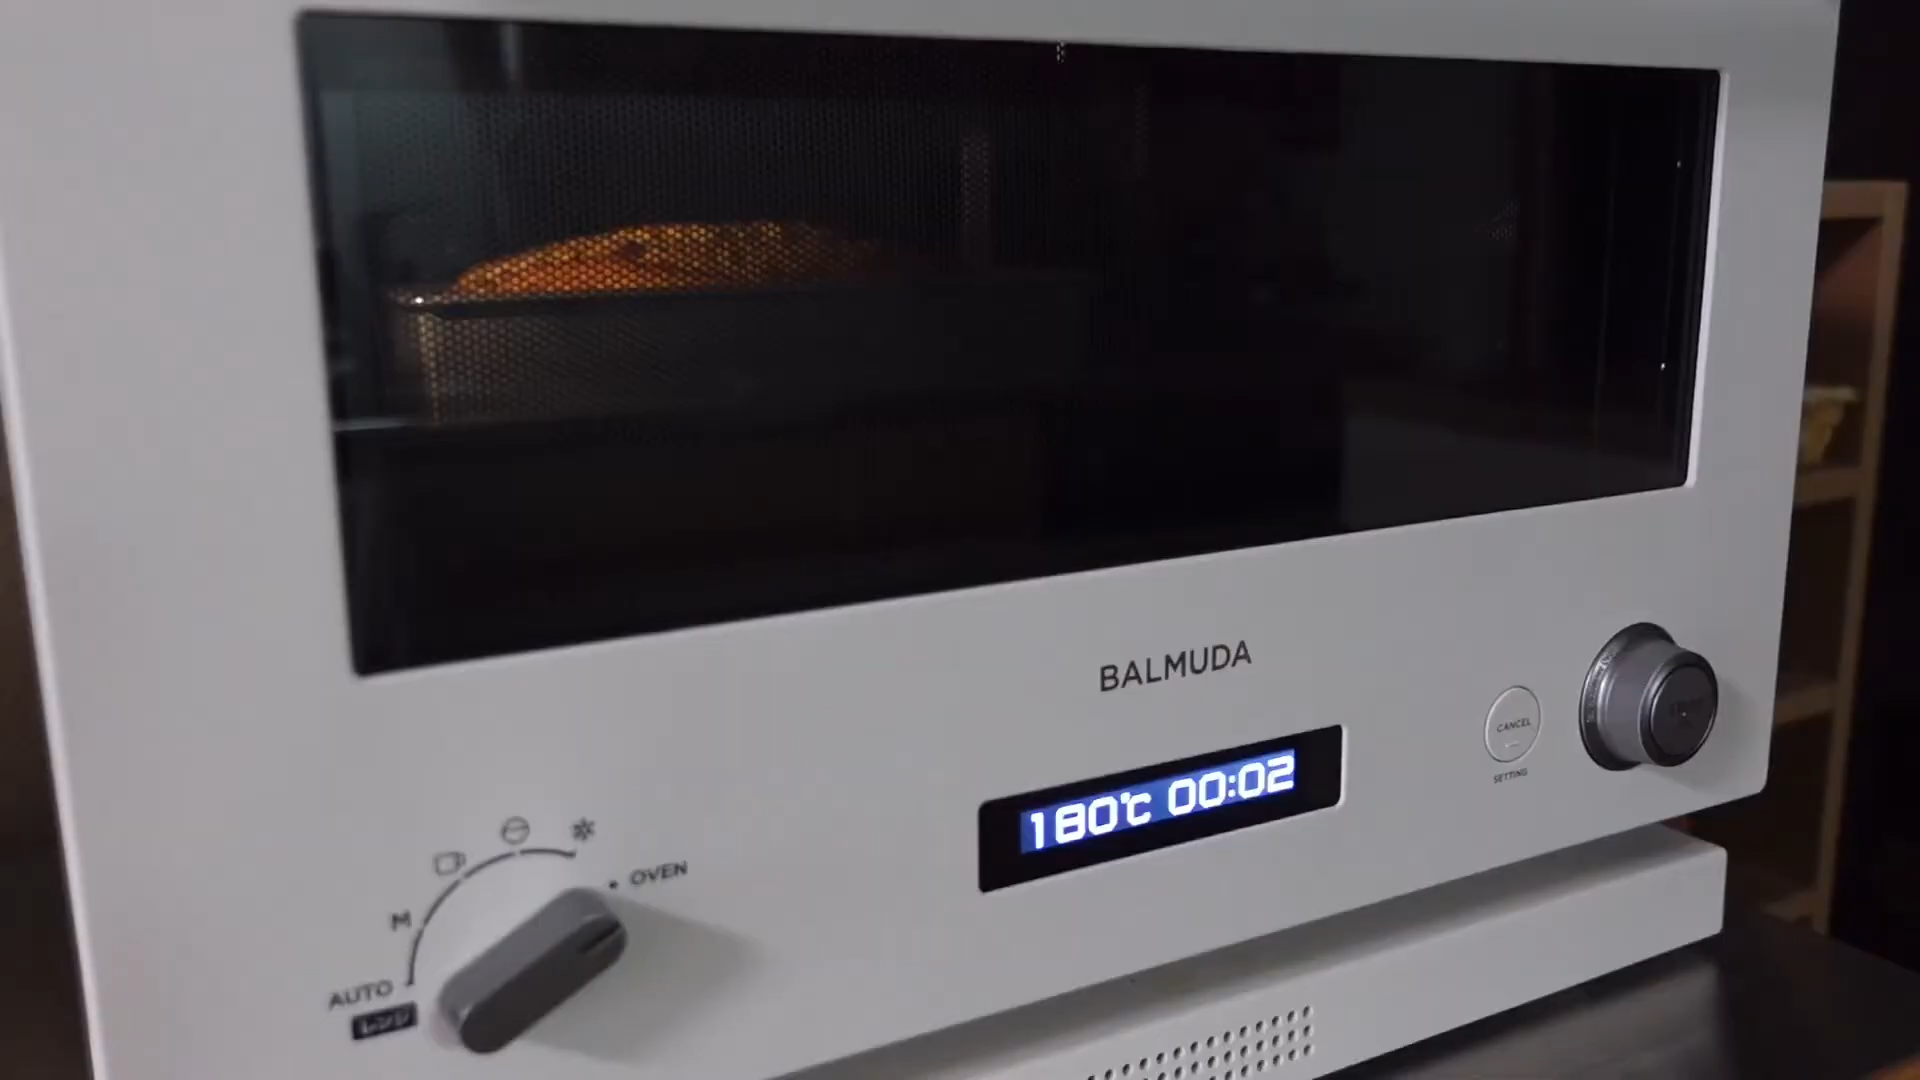 BALMUDA
180℃ 00:02
CANCEL
SETTING
OVEN
M
AUTO
レンジ